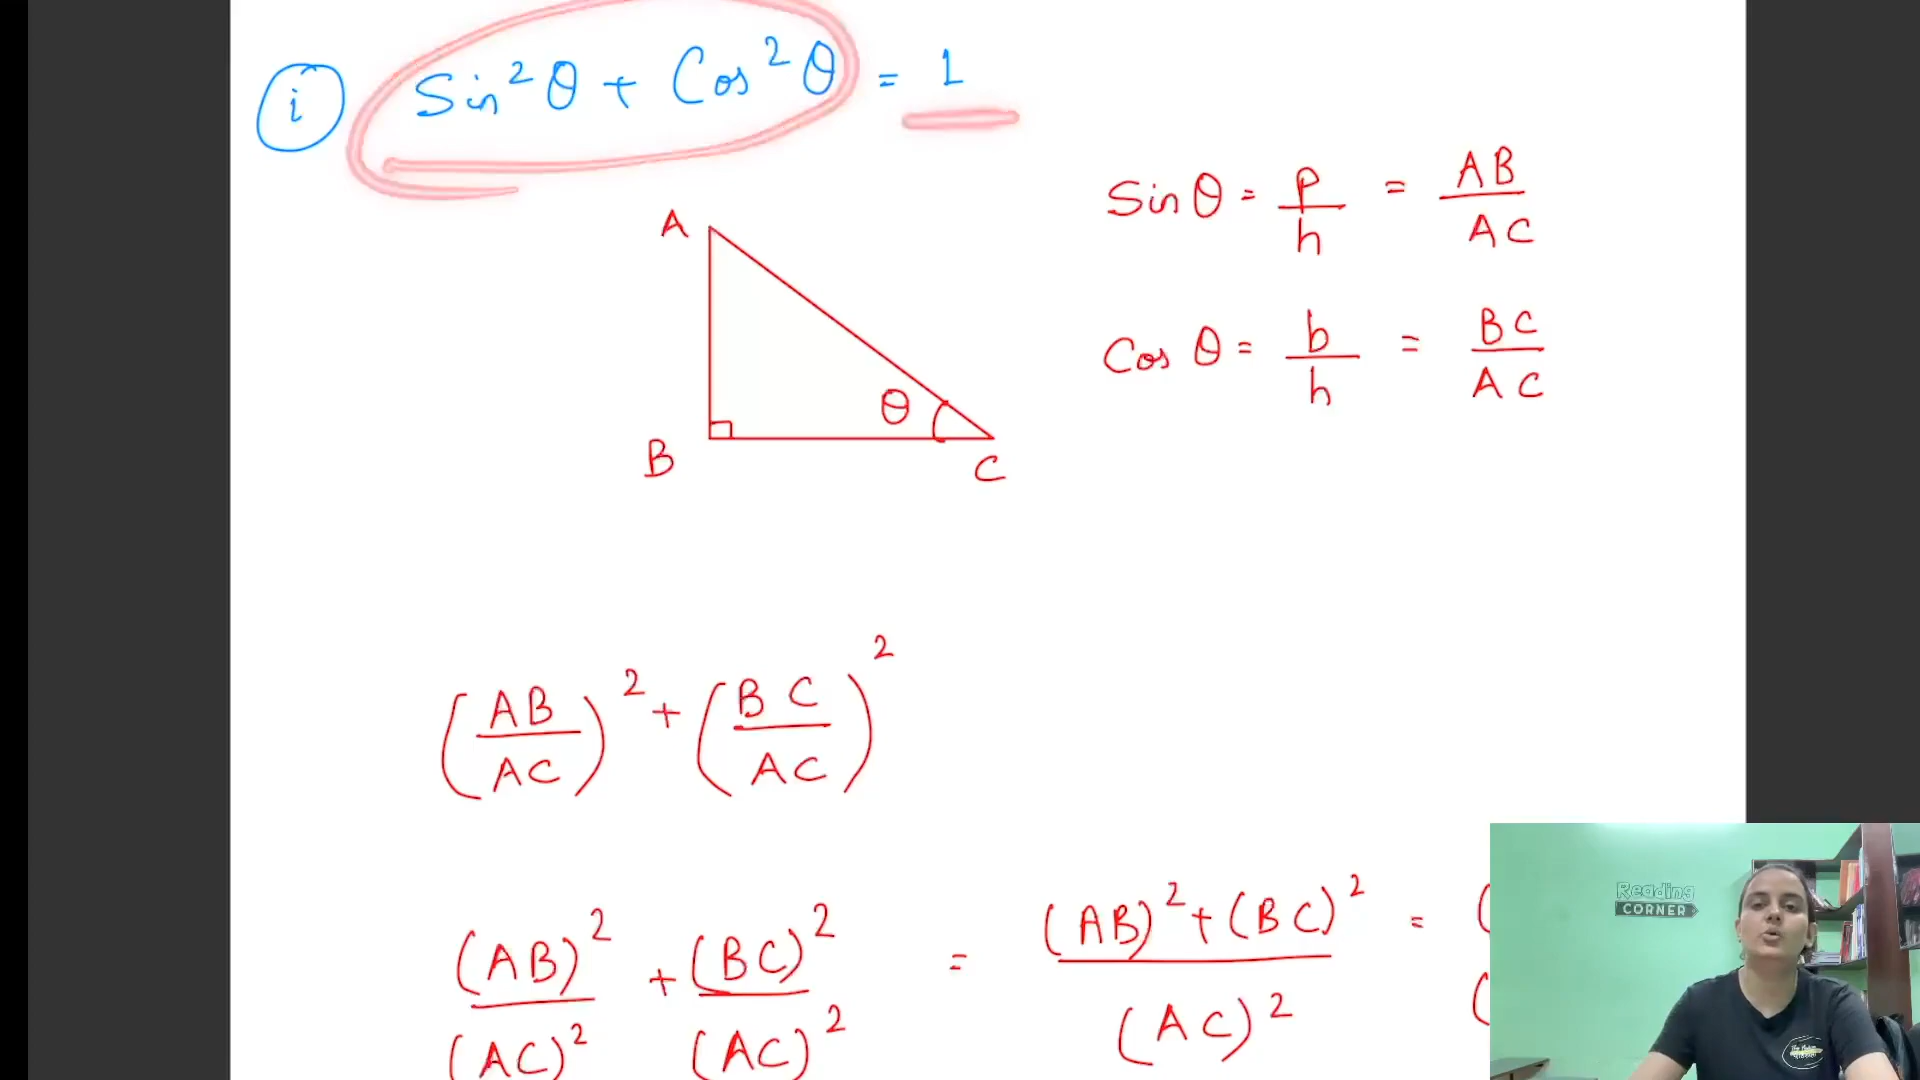 i Sin²θ + Cos²θ = 1
Sin θ = p/h = AB/AC
A
Cos θ = b/h = BC/AC
θ
B
C
(AB/AC)² + (BC/AC)²
(AB)²/(AC)² + (BC)²/(AC)² = (AB)² + (BC)²/(AC)² =
Reading
CORNER